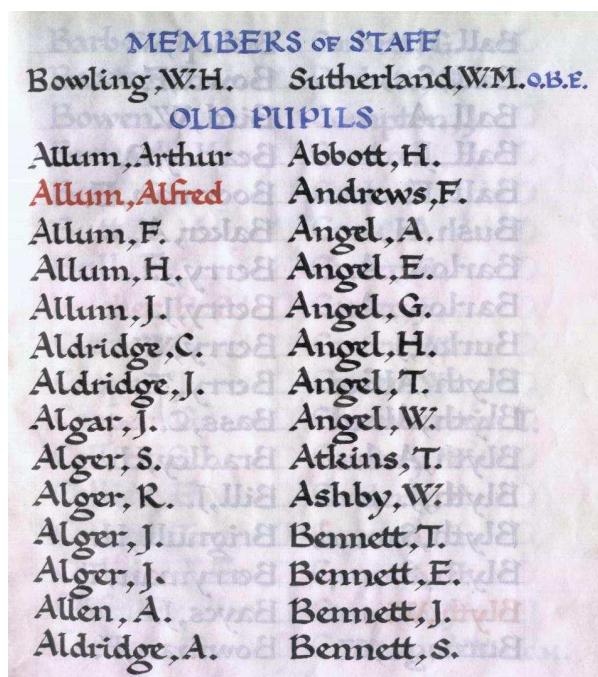 MEMBERS OF STAFF
Bowling, W.H. Sutherland, W.M. O.B.E.
OLD PUPILS
Allum, Arthur Abbott, H.
Allum, Alfred Andrews, F.
Allum, F. Angel, A.
Allum, H. Angel, E.
Allum, J. Angel, G.
Aldridge, C. Angel, H.
Aldridge, J. Angel, T.
Algar, J. Angel, W.
Alger, S. Atkins, T.
Alger, R. Ashby, W.
Alger, J. Bennett, T.
Alger, J. Bennett, E.
Allen, A. Bennett, J.
Aldridge, A. Bennett, S.